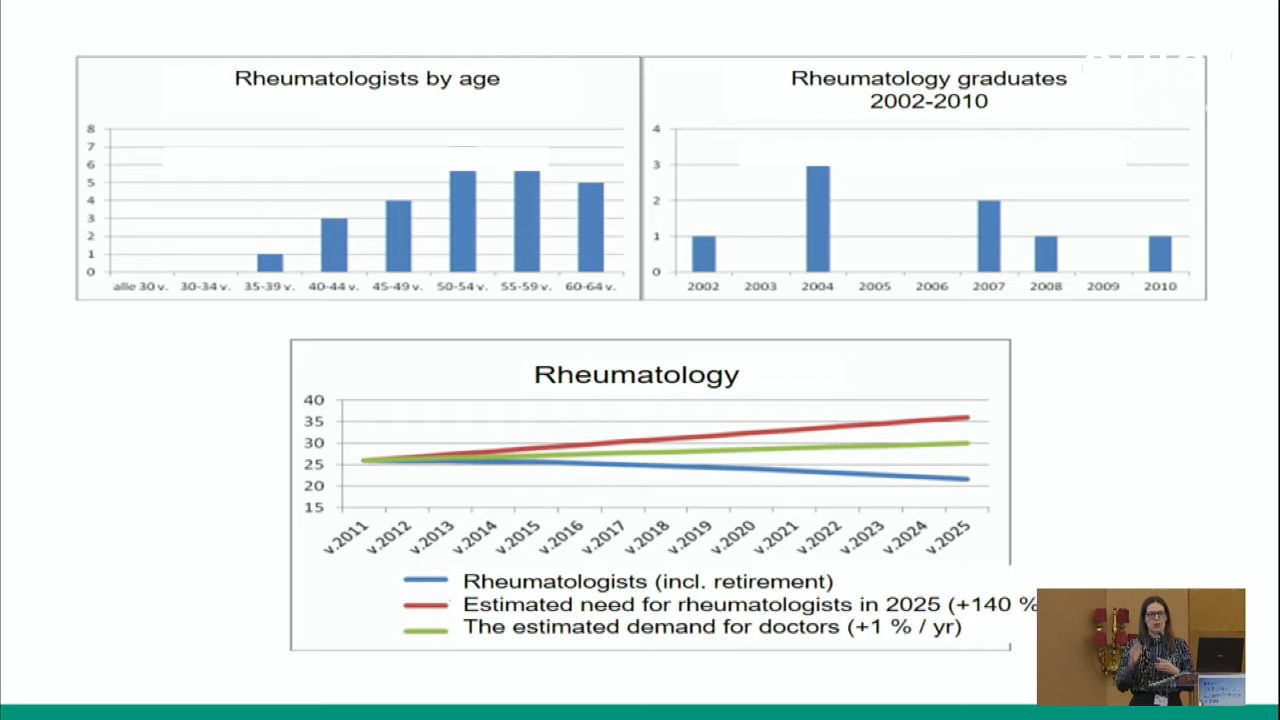 Rheumatologists by age
8
7
6
5
4
3
2
1
0
alle 30 v. 30-34 v. 35-39 v. 40-44 v. 45-49 v. 50-54 v. 55-59 v. 60-64 v.
Rheumatology graduates
2002-2010
4
3
2
1
0
2002 2003 2004 2005 2006 2007 2008 2009 2010
Rheumatology
40
35
30
25
20
15
v.2011 v.2012 v.2013 v.2014 v.2015 v.2016 v.2017 v.2018 v.2019 v.2020 v.2021 v.2022 v.2023 v.2024 v.2025
Rheumatologists (incl. retirement)
Estimated need for rheumatologists in 2025 (+140 %
The estimated demand for doctors (+1 % / yr)